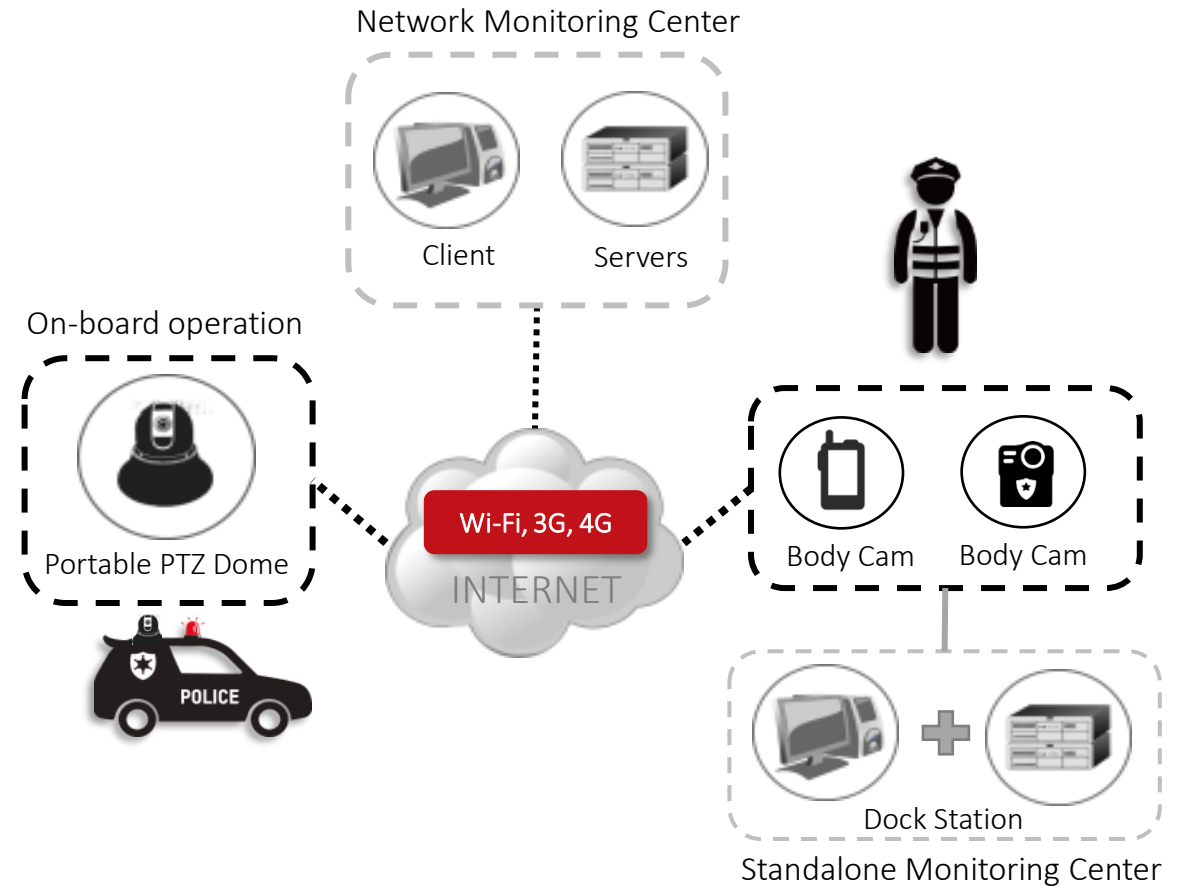 Network Monitoring Center
Client
Servers
On-board operation
Portable PTZ Dome
POLICE
Wi-Fi, 3G, 4G
INTERNET
Body Cam
Body Cam
Dock Station
Standalone Monitoring Center